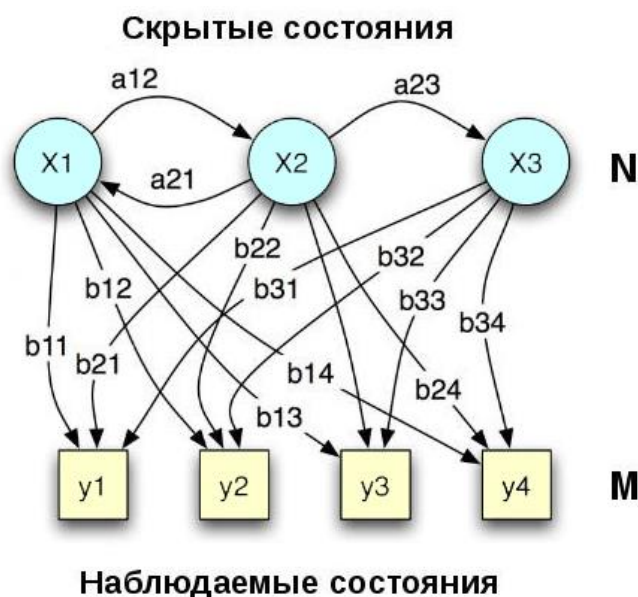 Скрытые состояния
a12
a23
X1
X2
X3
N
a21
b22
b32
b12
b31
b33
b34
b11
b21
b14
b24
b13
y1
y2
y3
y4
M
Наблюдаемые состояния